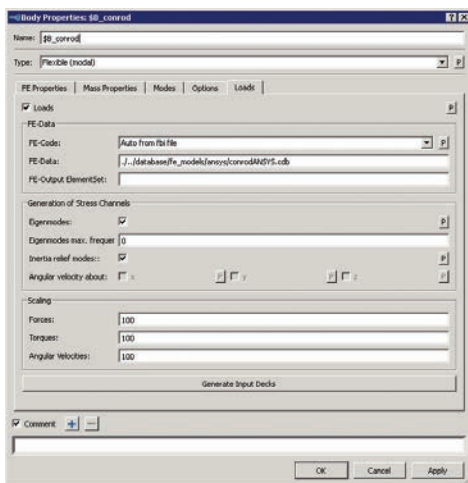 Body Properties: $B_conrod
Name: $B_conrod
Type: Flexible (modal) P
FE Properties Mass Properties Modes Options Loads
Loads P
FE-Data
FE-Code: Auto from fbi file P
FE-Data: ./../database/fe_models/ansys/conrodANSYS.cdb
FE-Output ElementSet:
Generation of Stress Channels
Eigenmodes: P
Eigenmodes max. frequer 0
Inertia relief modes:: P
Angular velocity about: x P y P z P
Scaling
Forces: 100
Torques: 100
Angular Velocities: 100
Generate Input Decks
Comment + −
OK Cancel Apply